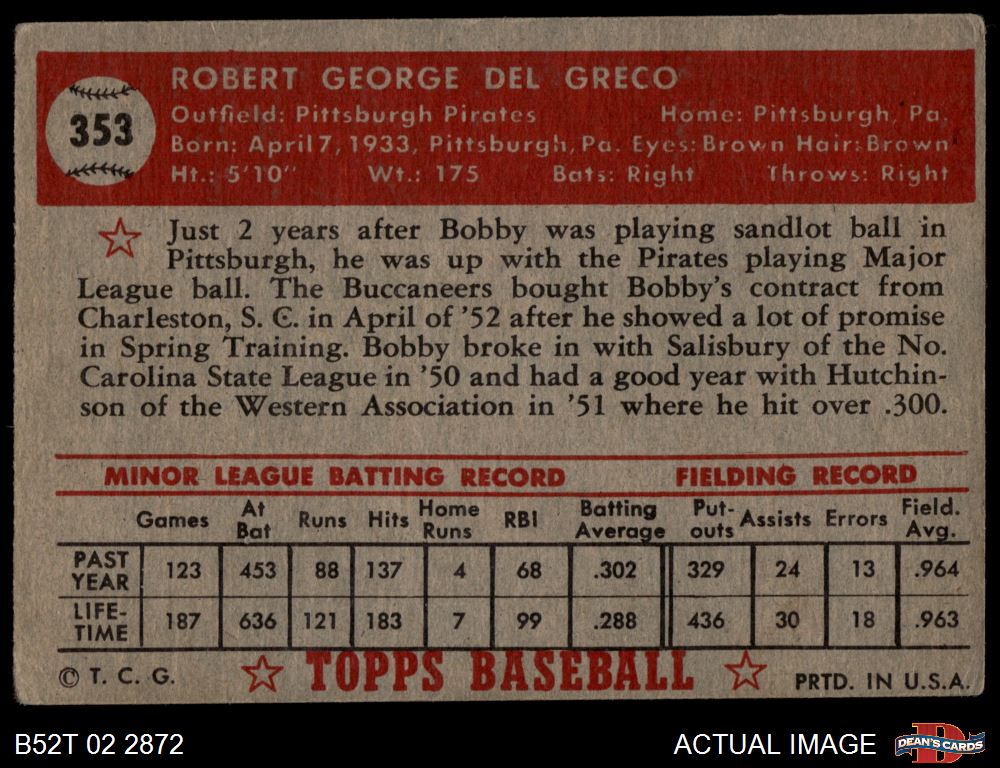 353
ROBERT GEORGE DEL GRECO
Outfield: Pittsburgh Pirates Home: Pittsburgh, Pa.
Born: April 7, 1933, Pittsburgh, Pa. Eyes: Brown Hair: Brown
Ht.: 5'10" Wt.: 175 Bats: Right Throws: Right
Just 2 years after Bobby was playing sandlot ball in
Pittsburgh, he was up with the Pirates playing Major
League ball. The Buccaneers bought Bobby's contract from
Charleston, S. C. in April of '52 after he showed a lot of promise
in Spring Training. Bobby broke in with Salisbury of the No.
Carolina State League in '50 and had a good year with Hutchin-
son of the Western Association in '51 where he hit over .300.
MINOR LEAGUE BATTING RECORD FIELDING RECORD
Games At Bat Runs Hits Home Runs RBI Batting Average Put-outs Assists Errors Field. Avg.
PAST YEAR 123 453 88 137 4 68 .302 329 24 13 .964
LIFE-TIME 187 636 121 183 7 99 .288 436 30 18 .963
© T. C. G. TOPPS BASEBALL PRTD. IN U.S.A.
B52T 02 2872 ACTUAL IMAGE DEAN'S CARDS